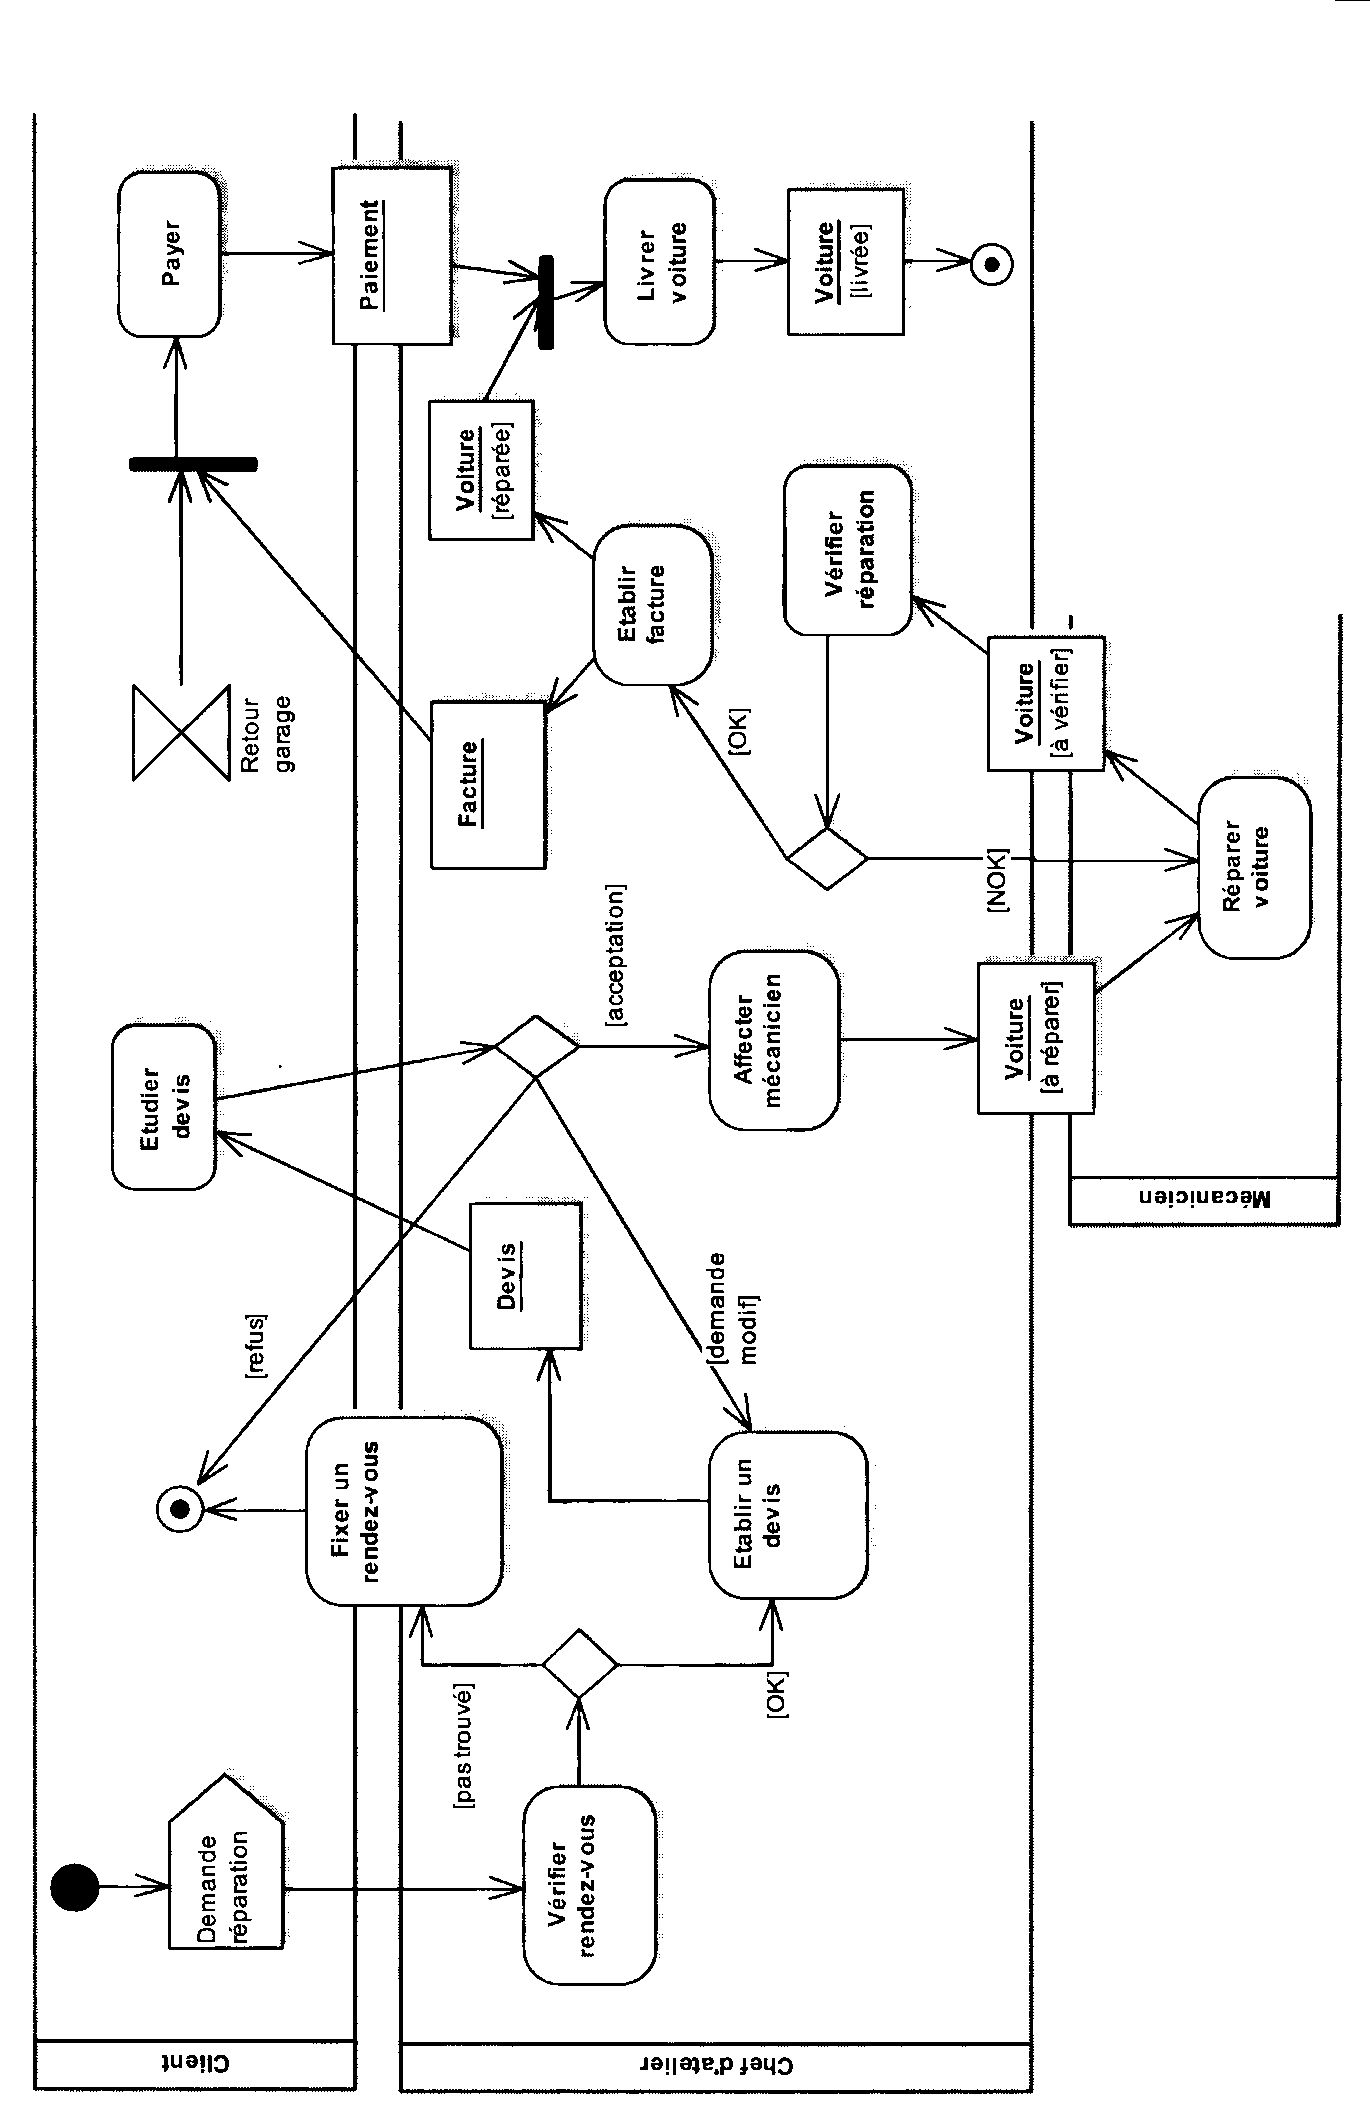 Client
Demande
réparation
[refus]
Etudier
devis
Retour
garage
Payer
Fixer un
rendez-vous
Paiement
Chef d'atelier
Vérifier
rendez-vous
[pas trouvé]
[OK]
Etablir un
devis
Devis
[demande
modif]
[acceptation]
Affecter
mécanicien
Facture
Etablir
facture
[OK]
Voiture
[réparée]
Livrer
voiture
Voiture
[livrée]
Vérifier
réparation
[NOK]
Voiture
[à réparer]
Voiture
[à vérifier]
Mécanicien
Réparer
voiture